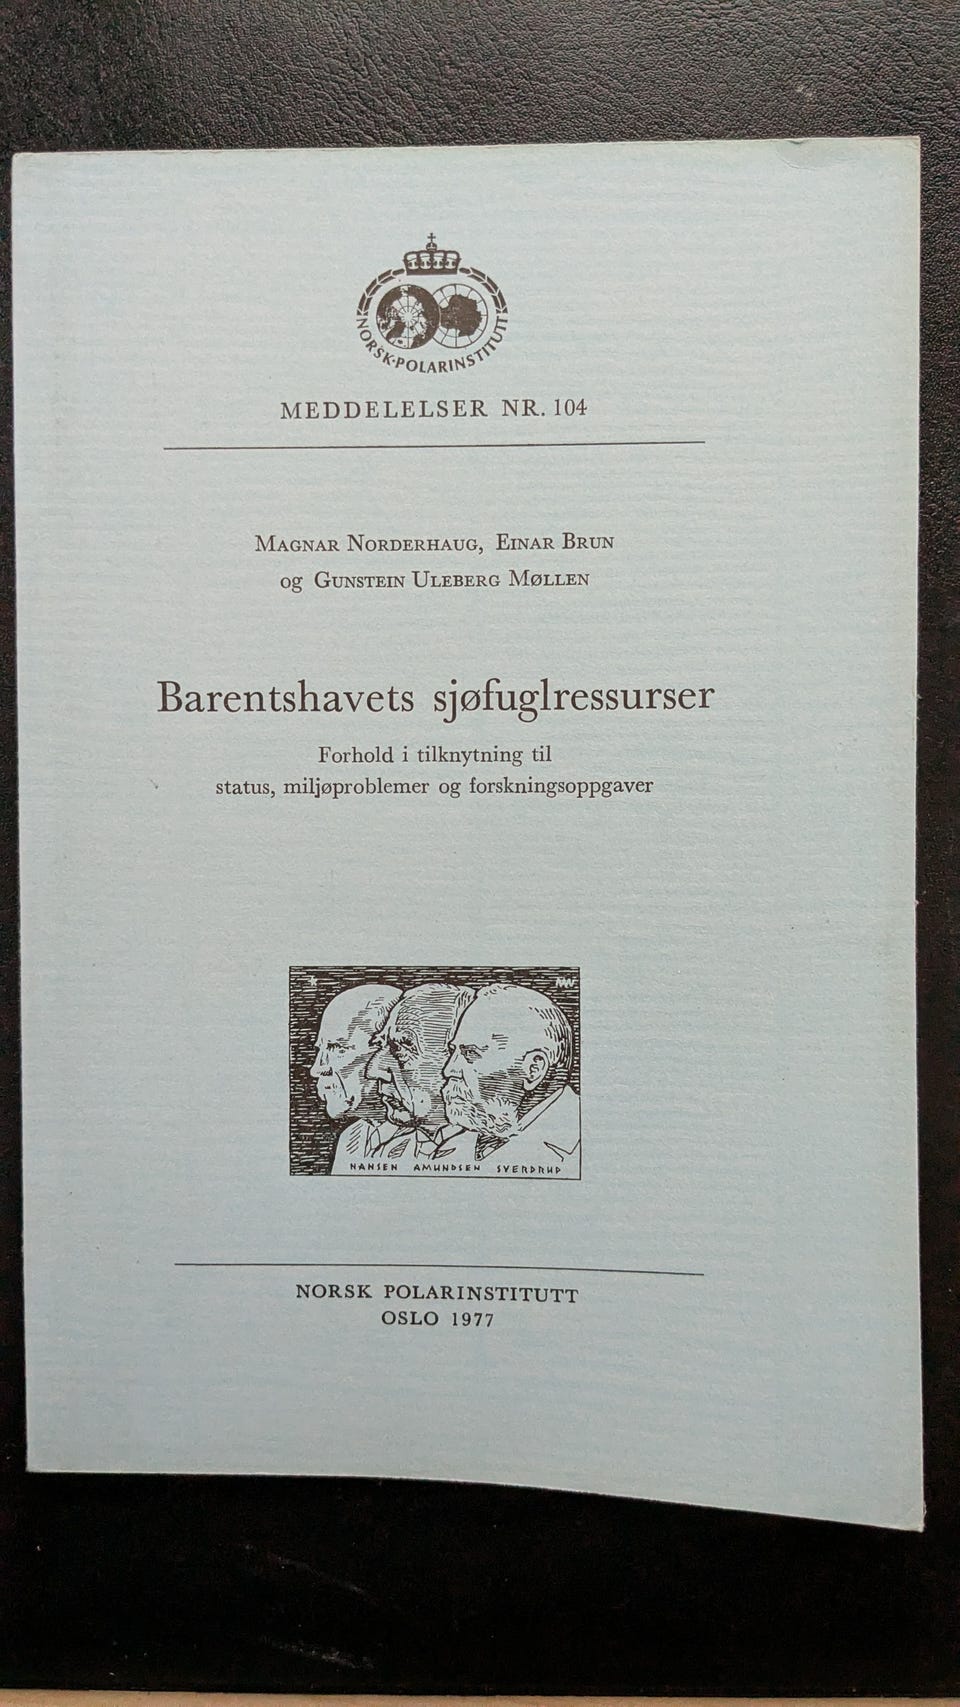 NORSK·POLARINSTITUTT
MEDDELELSER NR. 104
MAGNAR NORDERHAUG, EINAR BRUN
og GUNSTEIN ULEBERG MØLLEN
Barentshavets sjøfuglressurser
Forhold i tilknytning til
status, miljøproblemer og forskningsoppgaver
NANSEN AMUNDSEN SVERDRUP
NORSK POLARINSTITUTT
OSLO 1977